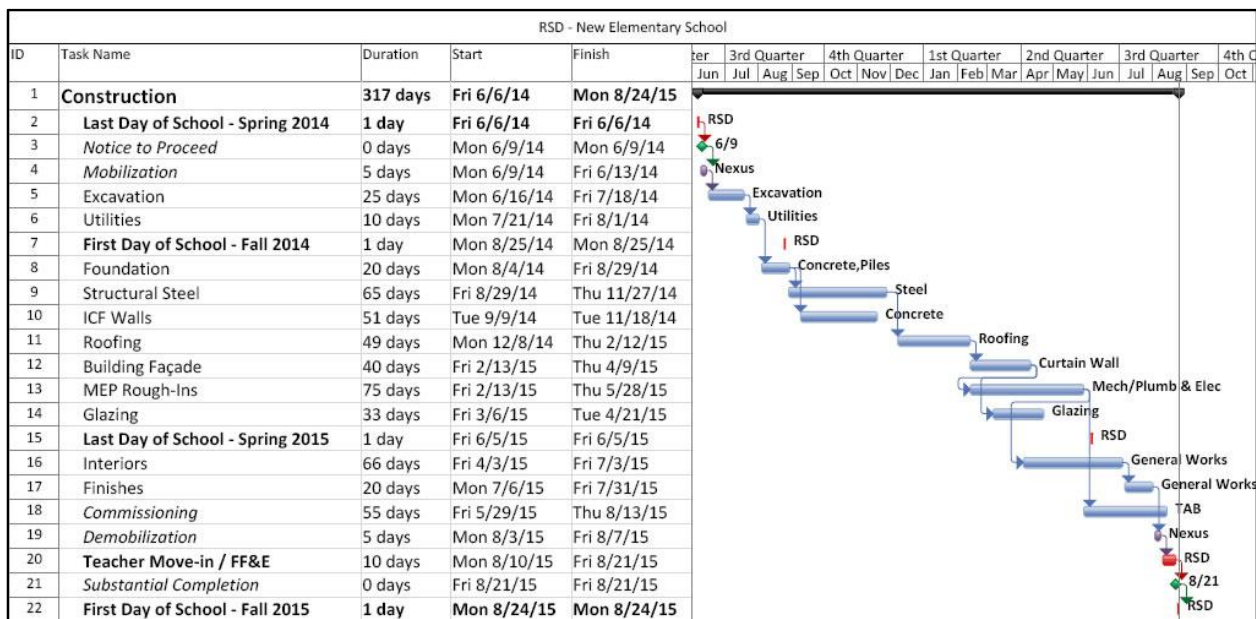 RSD - New Elementary School
ID Task Name Duration Start Finish ter 3rd Quarter 4th Quarter 1st Quarter 2nd Quarter 3rd Quarter 4th Q
Jun Jul Aug Sep Oct Nov Dec Jan Feb Mar Apr May Jun Jul Aug Sep Oct
1 Construction 317 days Fri 6/6/14 Mon 8/24/15
2 Last Day of School - Spring 2014 1 day Fri 6/6/14 Fri 6/6/14 RSD
3 Notice to Proceed 0 days Mon 6/9/14 Mon 6/9/14 6/9
4 Mobilization 5 days Mon 6/9/14 Fri 6/13/14 Nexus
5 Excavation 25 days Mon 6/16/14 Fri 7/18/14 Excavation
6 Utilities 10 days Mon 7/21/14 Fri 8/1/14 Utilities
7 First Day of School - Fall 2014 1 day Mon 8/25/14 Mon 8/25/14 RSD
8 Foundation 20 days Mon 8/4/14 Fri 8/29/14 Concrete,Piles
9 Structural Steel 65 days Fri 8/29/14 Thu 11/27/14 Steel
10 ICF Walls 51 days Tue 9/9/14 Tue 11/18/14 Concrete
11 Roofing 49 days Mon 12/8/14 Thu 2/12/15 Roofing
12 Building Façade 40 days Fri 2/13/15 Thu 4/9/15 Curtain Wall
13 MEP Rough-Ins 75 days Fri 2/13/15 Thu 5/28/15 Mech/Plumb & Elec
14 Glazing 33 days Fri 3/6/15 Tue 4/21/15 Glazing
15 Last Day of School - Spring 2015 1 day Fri 6/5/15 Fri 6/5/15 RSD
16 Interiors 66 days Fri 4/3/15 Fri 7/3/15 General Works
17 Finishes 20 days Mon 7/6/15 Fri 7/31/15 General Works
18 Commissioning 55 days Fri 5/29/15 Thu 8/13/15 TAB
19 Demobilization 5 days Mon 8/3/15 Fri 8/7/15 Nexus
20 Teacher Move-in / FF&E 10 days Mon 8/10/15 Fri 8/21/15 RSD
21 Substantial Completion 0 days Fri 8/21/15 Fri 8/21/15 8/21
22 First Day of School - Fall 2015 1 day Mon 8/24/15 Mon 8/24/15 RSD